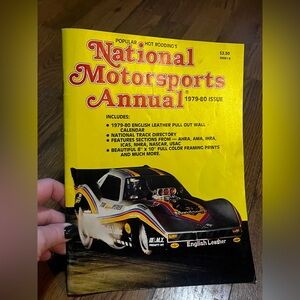 POPULAR HOT RODDING'S
National
Motorsports
Annual
1979-80 ISSUE
$3.50
INCLUDES:
• 1979-80 ENGLISH LEATHER PULL OUT WALL
CALENDAR
• NATIONAL TRACK DIRECTORY
• FEATURES SECTIONS FROM — AHRA, AMA, IHRA,
ICAS, NHRA, NASCAR, USAC
• BEAUTIFUL 8" x 10" FULL COLOR FRAMING PRINTS
AND MUCH MORE.
English Leather